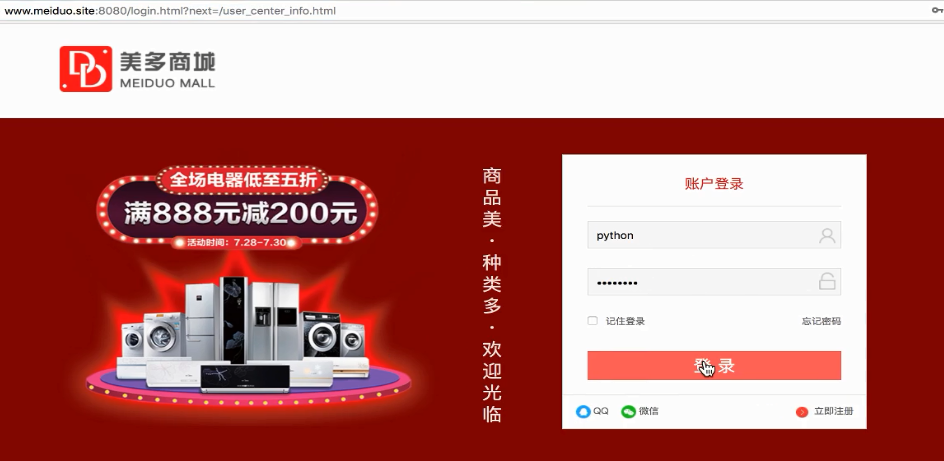 www.meiduo.site:8080/login.html?next=/user_center_info.html
美多商城
MEIDUO MALL
全场电器低至五折
满888元减200元
活动时间：7.28-7.30
商品美·种类多·欢迎光临
账户登录
python
••••••••
记住登录
忘记密码
登录
QQ
微信
立即注册